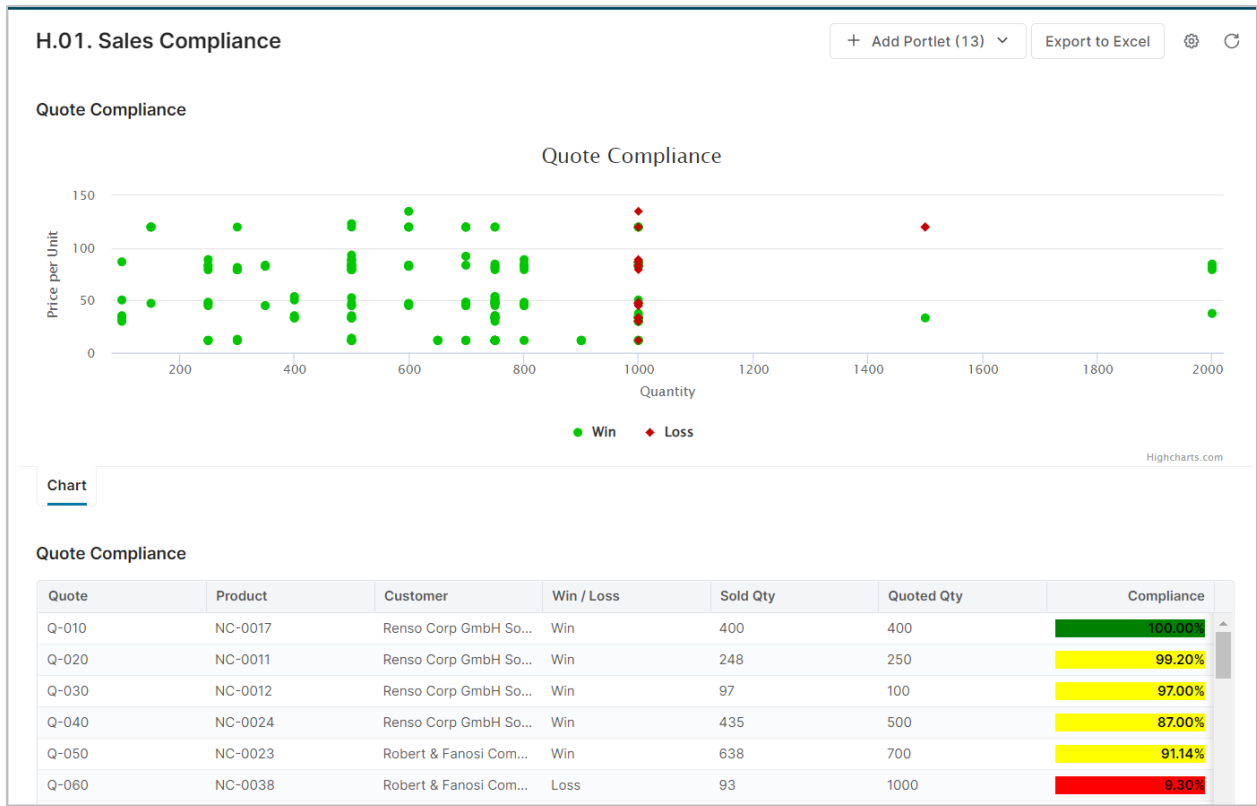 H.01. Sales Compliance
+ Add Portlet (13)
Export to Excel
Quote Compliance
Quote Compliance
150
100
50
0
Price per Unit
200 400 600 800 1000 1200 1400 1600 1800 2000
Quantity
Win Loss
Highcharts.com
Chart
Quote Compliance
Quote Product Customer Win / Loss Sold Qty Quoted Qty Compliance
Q-010 NC-0017 Renso Corp GmbH So... Win 400 400 100.00%
Q-020 NC-0011 Renso Corp GmbH So... Win 248 250 99.20%
Q-030 NC-0012 Renso Corp GmbH So... Win 97 100 97.00%
Q-040 NC-0024 Renso Corp GmbH So... Win 435 500 87.00%
Q-050 NC-0023 Robert & Fanosi Com... Win 638 700 91.14%
Q-060 NC-0038 Robert & Fanosi Com... Loss 93 1000 9.30%